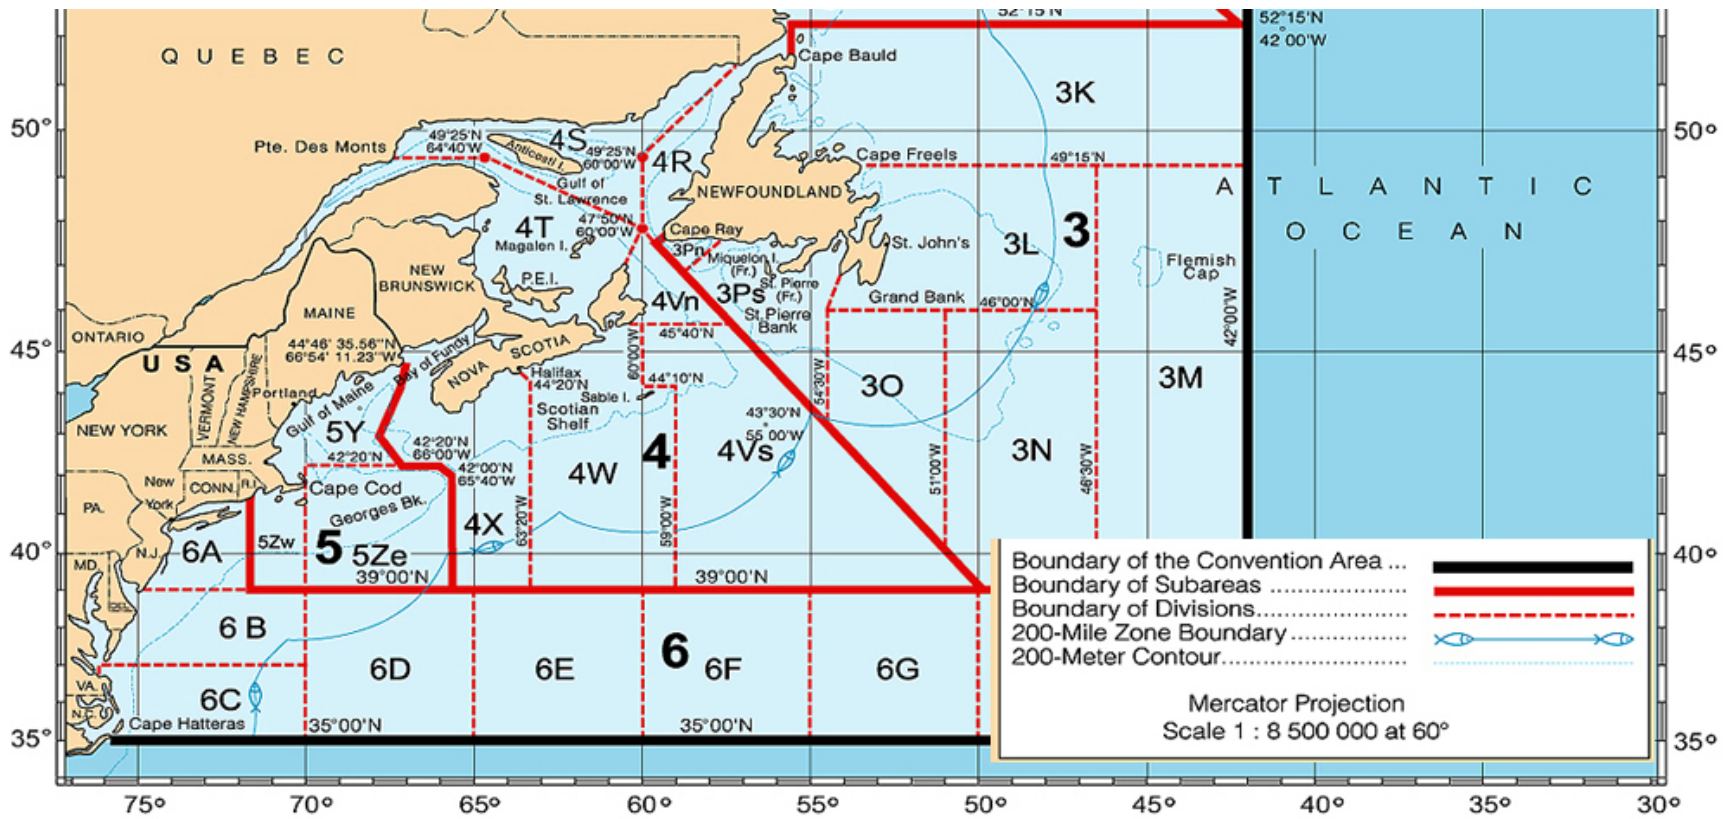 52°15'N
52°15'N
42°00'W
QUEBEC
Cape Bauld
3K
50°
50°
Pte. Des Monts
49°25'N
64°40'W
4S
Anticosti I.
49°25'N
60°00'W
4R
Cape Freels
49°15'N
Gulf of
St. Lawrence
NEWFOUNDLAND
ATLANTIC
OCEAN
4T
Magalen I.
47°50'N
60°00'W
Cape Ray
3Pn
Miquelon I.
(Fr.)
St. John's
3L
3
Flemish
Cap
NEW
BRUNSWICK
P.E.I.
4Vn
3Ps
St. Pierre
(Fr.)
St.Pierre
Bank
Grand Bank
46°00'N
42°00'W
MAINE
ONTARIO
45°40'N
44°46' 35.56"N
66°54' 11.23"W
Bay of Fundy
NOVA SCOTIA
60°00'W
45°
45°
USA
VERMONT
NEW HAMPSHIRE
Portland
Gulf of Maine
Halifax
44°20'N
44°10'N
Sable I.
Scotian
Shelf
54°30'W
3O
3M
NEW YORK
5Y
43°30'N
55°00'W
42°20'N
66°00'W
4
4Vs
3N
MASS.
42°20'N
42°00'N
65°40'W
4W
51°00'W
46°30'W
New
York
CONN.
R.I.
Cape Cod
Georges Bk.
PA.
4X
63°20'W
59°00'W
N.J.
6A
5Zw
5
5Ze
40°
40°
MD.
39°00'N
39°00'N
Boundary of the Convention Area ...
Boundary of Subareas
Boundary of Divisions
200-Mile Zone Boundary
200-Meter Contour
6B
6
6D
6E
6F
6G
VA.
6C
N.C.
Cape Hatteras
35°00'N
35°00'N
Mercator Projection
Scale 1 : 8 500 000 at 60°
35°
35°
75°
70°
65°
60°
55°
50°
45°
40°
35°
30°